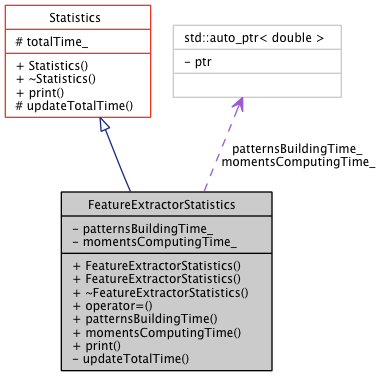 Statistics
# totalTime_
+ Statistics()
+ ~Statistics()
+ print()
# updateTotalTime()
std::auto_ptr< double >
- ptr
patternsBuildingTime_
momentsComputingTime_
FeatureExtractorStatistics
- patternsBuildingTime_
- momentsComputingTime_
+ FeatureExtractorStatistics()
+ FeatureExtractorStatistics()
+ ~FeatureExtractorStatistics()
+ operator=()
+ patternsBuildingTime()
+ momentsComputingTime()
+ print()
- updateTotalTime()